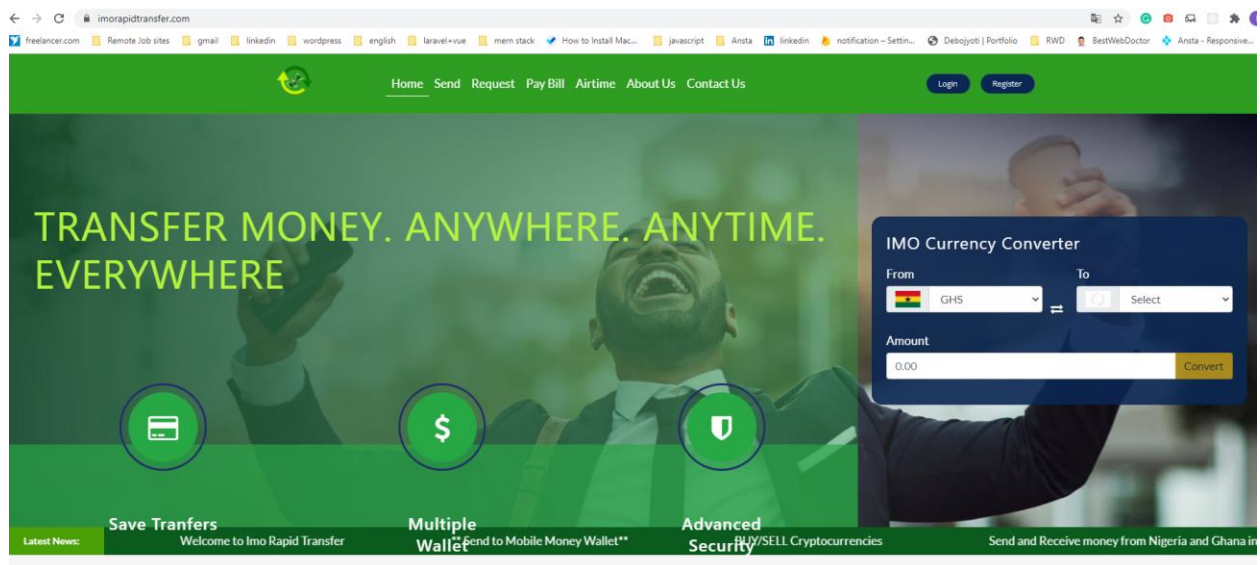 imorapidtransfer.com
freelancer.com Remote Job sites gmail linkedin wordpress english laravel+vue mern stack How to Install Mac... javascript Ansta linkedin notification – Settin... Debojyoti | Portfolio RWD BestWebDoctor Ansta - Responsive...
Home Send Request Pay Bill Airtime About Us Contact Us Login Register
TRANSFER MONEY. ANYWHERE. ANYTIME.
EVERYWHERE
IMO Currency Converter
From To
GHS Select
Amount
0.00 Convert
$
Save Tranfers
Multiple
Wallet
Advanced
Security
Latest News: Welcome to Imo Rapid Transfer ** Send to Mobile Money Wallet** BUY/SELL Cryptocurrencies Send and Receive money from Nigeria and Ghana in